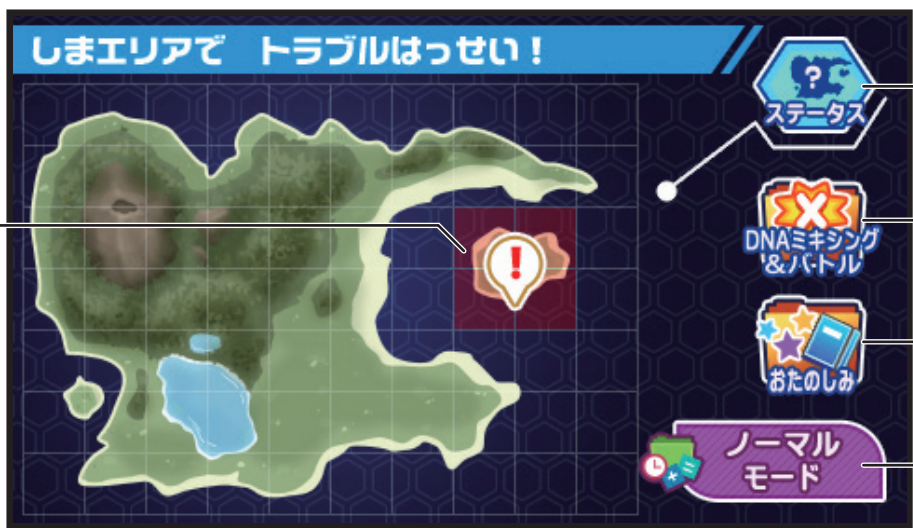 しまエリアで トラブルはっせい!
?
ステータス
!
DNAミキシング
&バトル
おたのしみ
ノーマル
モード